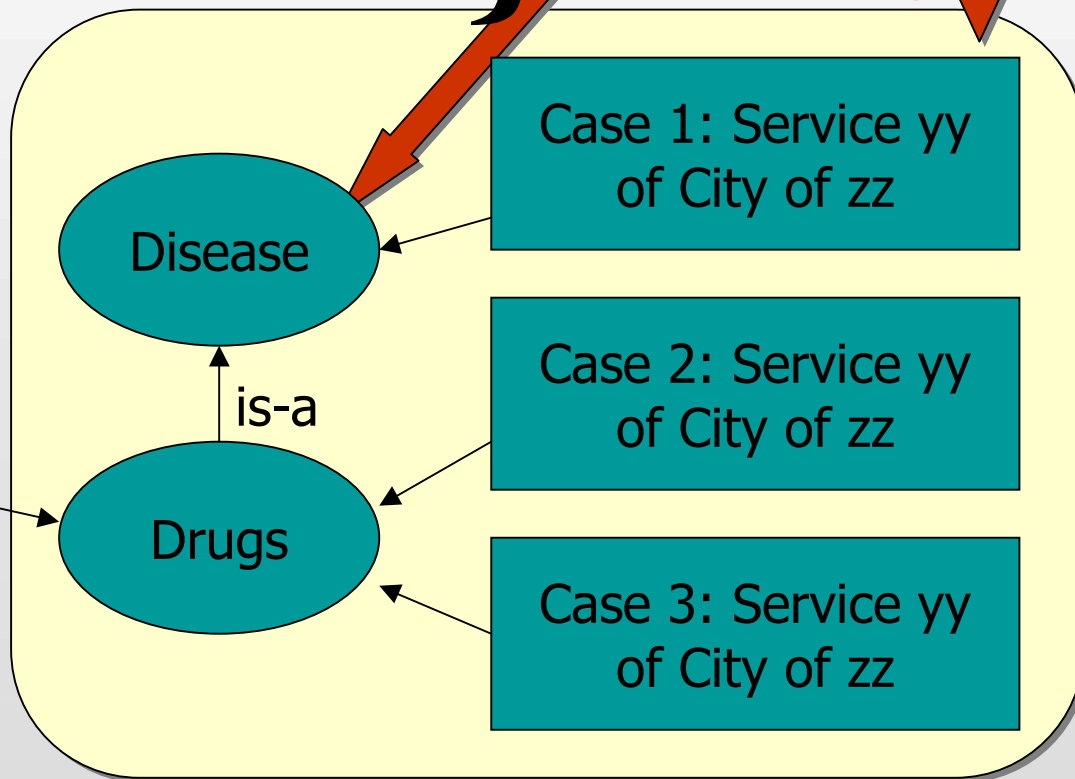 Case 1: Service yy
of City of zz
Disease
Case 2: Service yy
of City of zz
is-a
Drugs
Case 3: Service yy
of City of zz